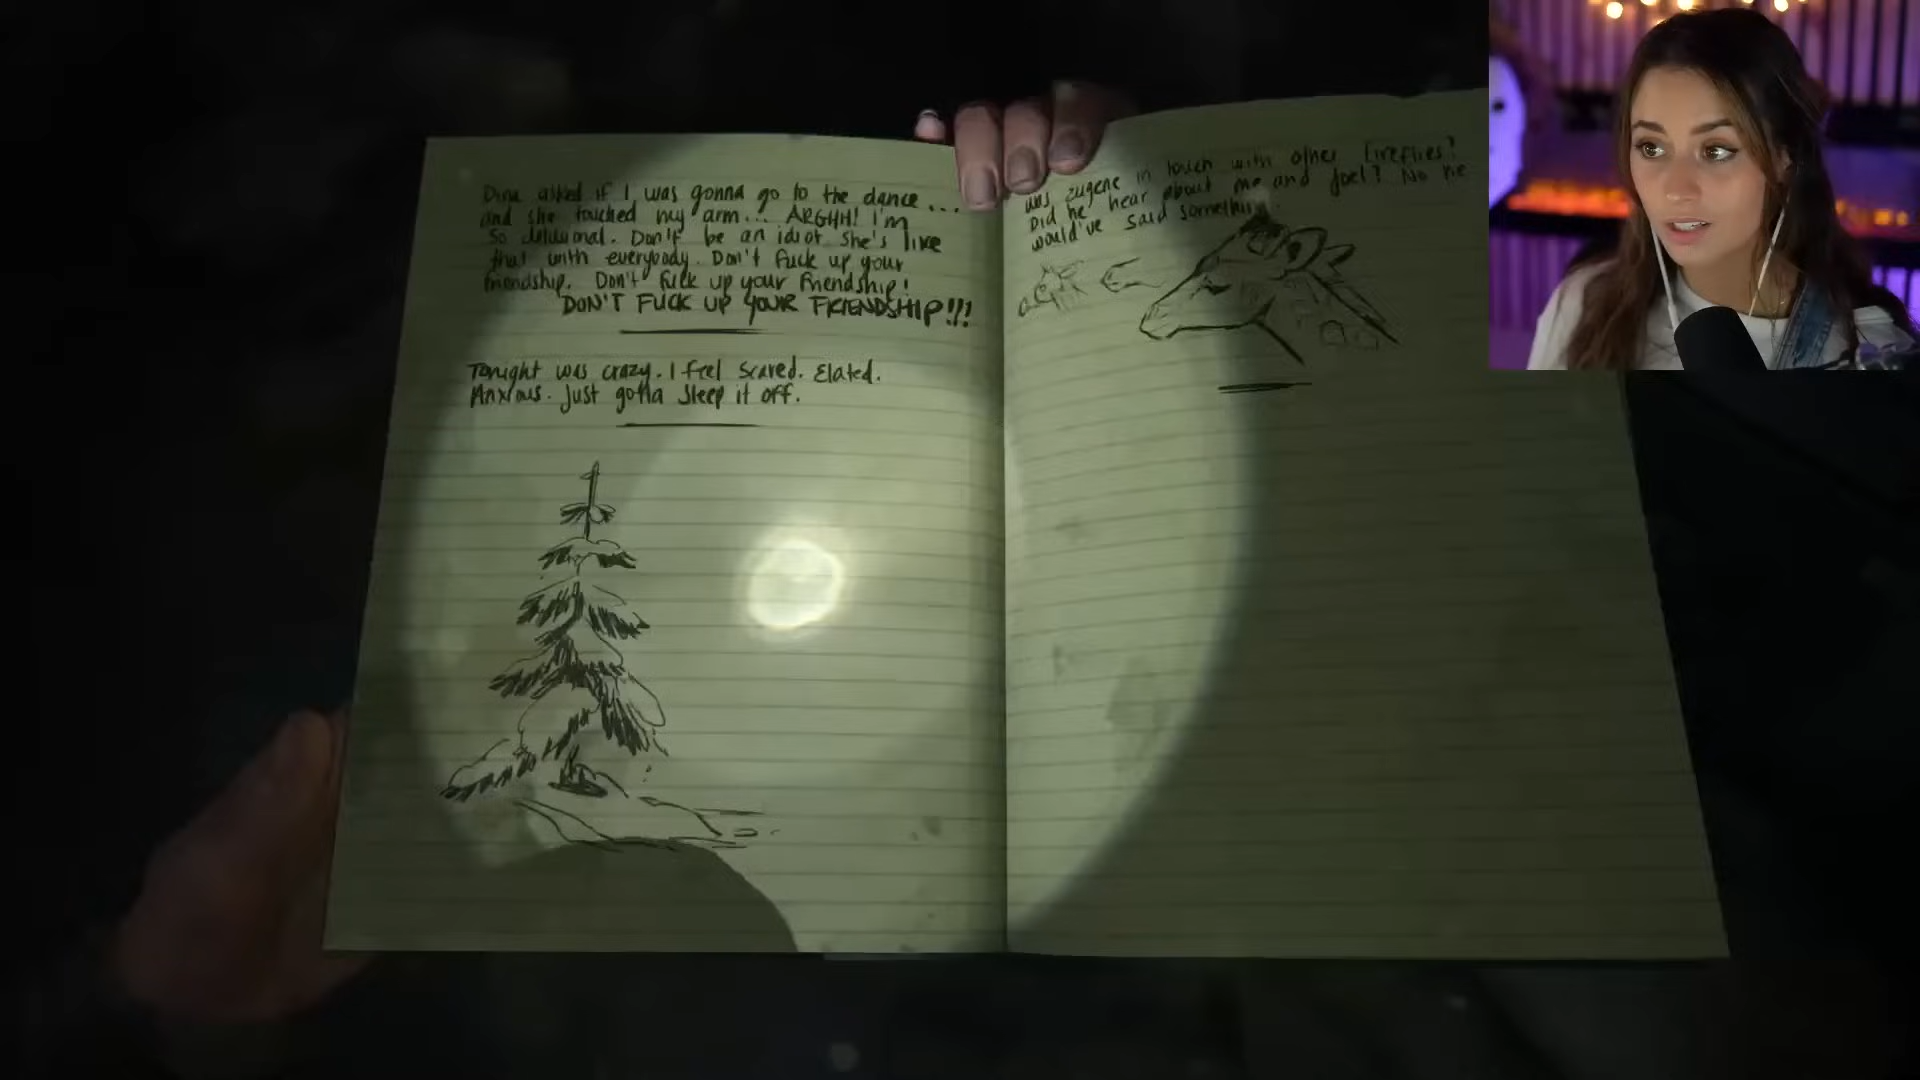 Dina asked if I was gonna go to the dance...
and she touched my arm... ARGHH! I'm
so delusional. Don't be an idiot she's like
that with everybody. Don't fuck up your
friendship. Don't fuck up your friendship!
DON'T FUCK UP YOUR FRIENDSHIP!!!
Tonight was crazy. I feel scared. Elated.
Anxious. Just gotta sleep it off.
was Eugene in touch with other fireflies?
Did he hear about me and Joel? No he
would've said something.